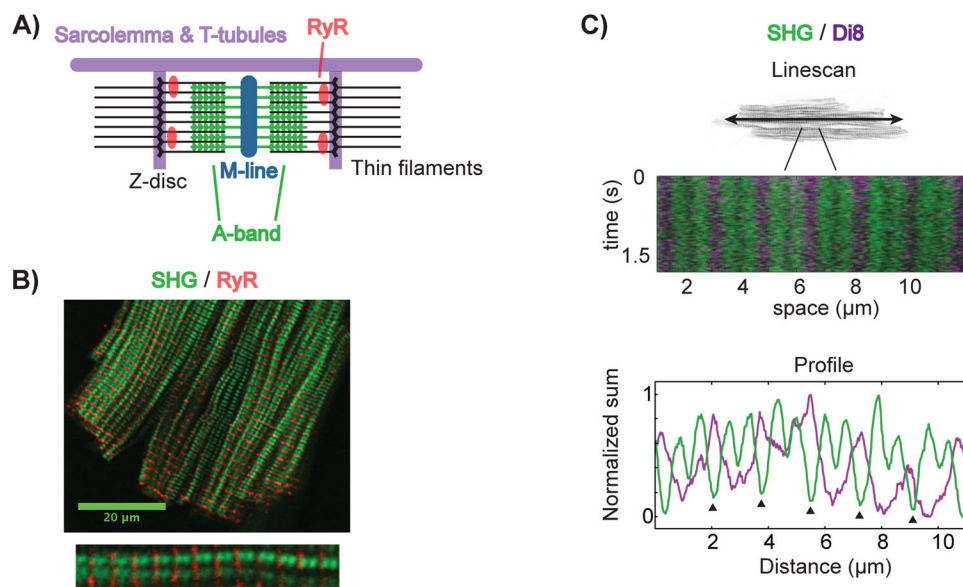 A)
Sarcolemma & T-tubules
RyR
Z-disc
M-line
Thin filaments
A-band
B)
SHG / RyR
20 μm
C)
SHG / Di8
Linescan
time (s)
0
1.5
2 4 6 8 10
space (μm)
Profile
Normalized sum
1
0
2 4 6 8 10
Distance (μm)